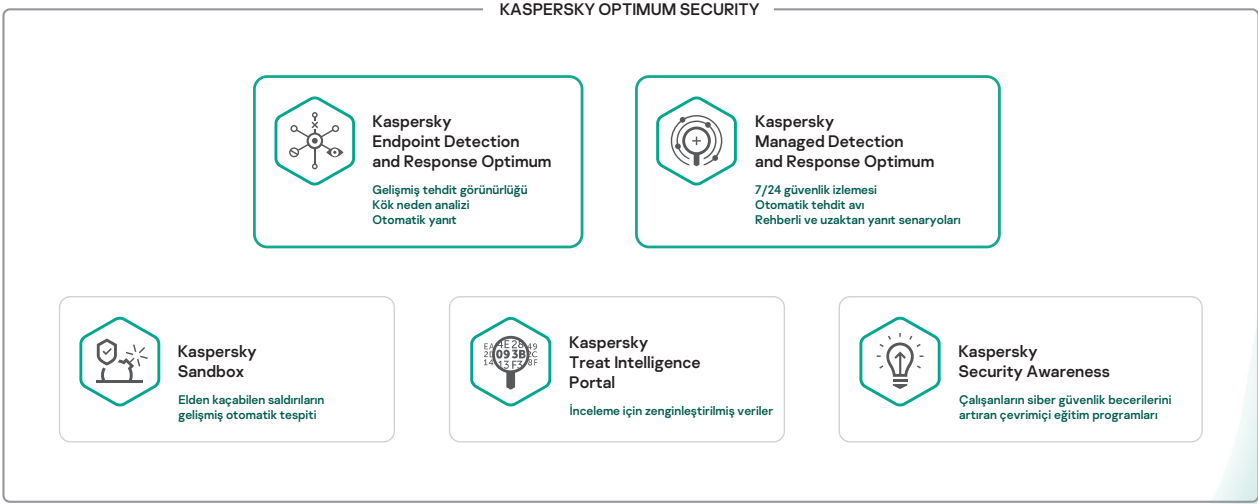 KASPERSKY OPTIMUM SECURITY
Kaspersky
Endpoint Detection
and Response Optimum
Gelişmiş tehdit görünürlüğü
Kök neden analizi
Otomatik yanıt
Kaspersky
Managed Detection
and Response Optimum
7/24 güvenlik izlemesi
Otomatik tehdit avı
Rehberli ve uzaktan yanıt senaryoları
Kaspersky
Sandbox
Elden kaçabilen saldırıların
gelişmiş otomatik tespiti
093B
Kaspersky
Treat Intelligence
Portal
İnceleme için zenginleştirilmiş veriler
Kaspersky
Security Awareness
Çalışanların siber güvenlik becerilerini
artıran çevrimiçi eğitim programları